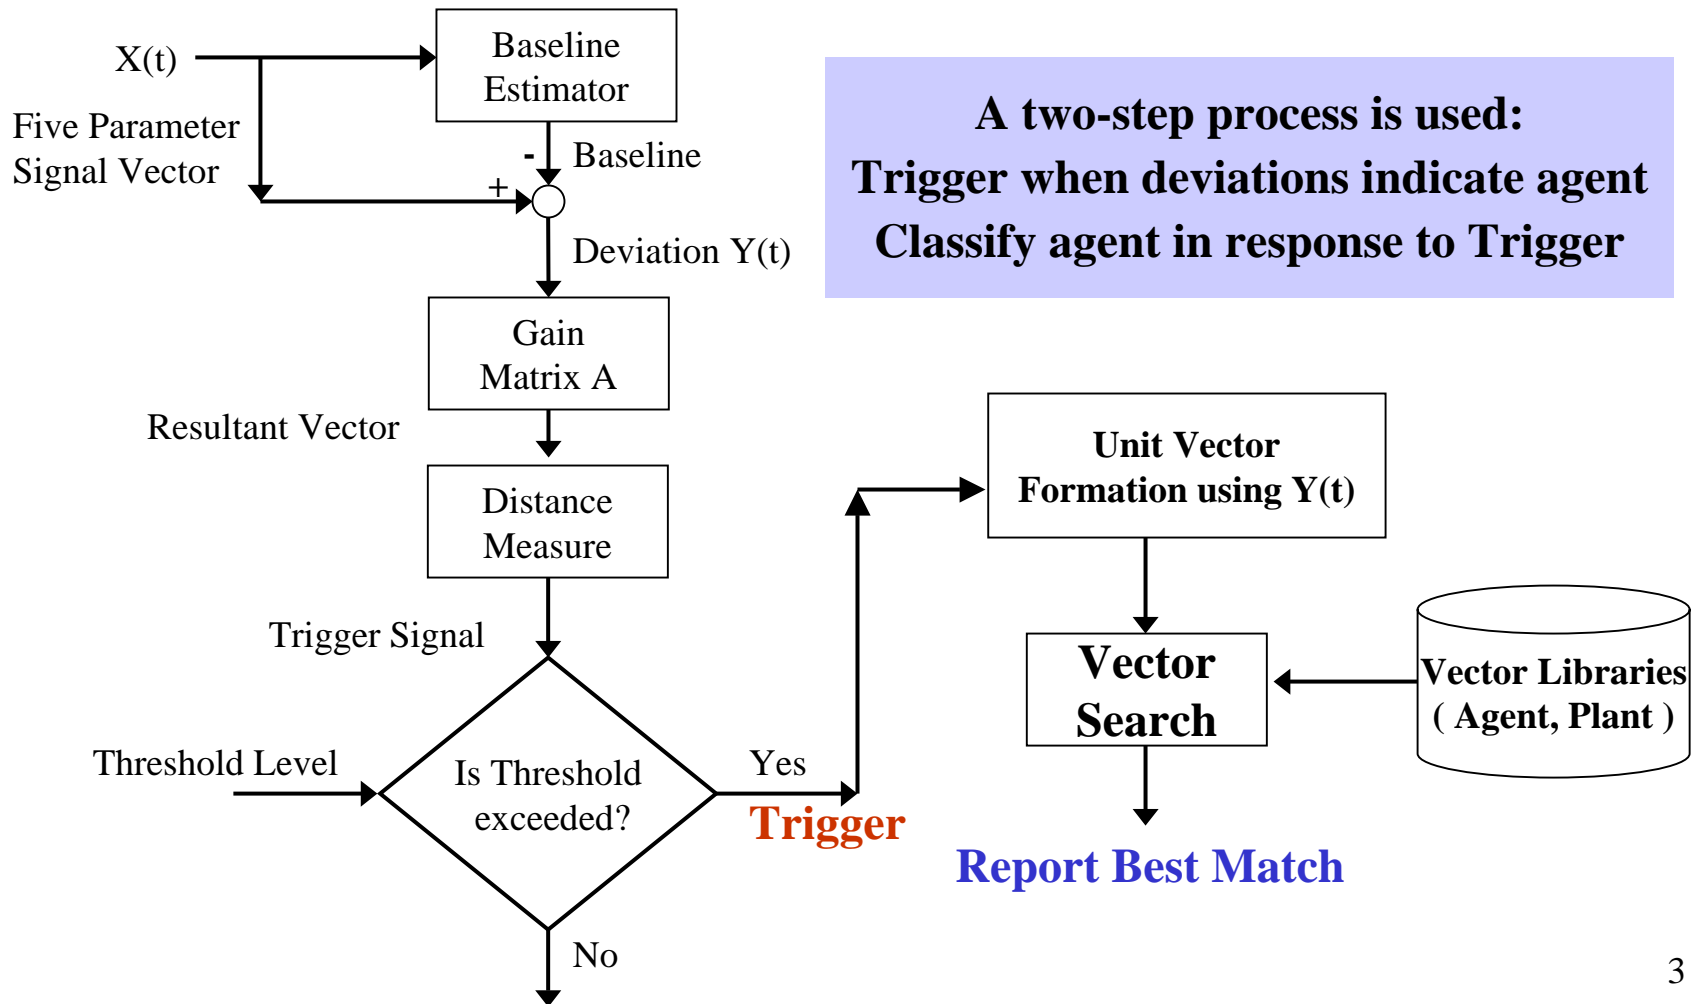 X(t)
Baseline
Estimator
Five Parameter
Signal Vector
-
Baseline
+
Deviation Y(t)
Gain
Matrix A
Resultant Vector
Distance
Measure
Trigger Signal
Threshold Level
Is Threshold
exceeded?
Yes
Trigger
No
A two-step process is used:
Trigger when deviations indicate agent
Classify agent in response to Trigger
Unit Vector
Formation using Y(t)
Vector
Search
Vector Libraries
( Agent, Plant )
Report Best Match
3